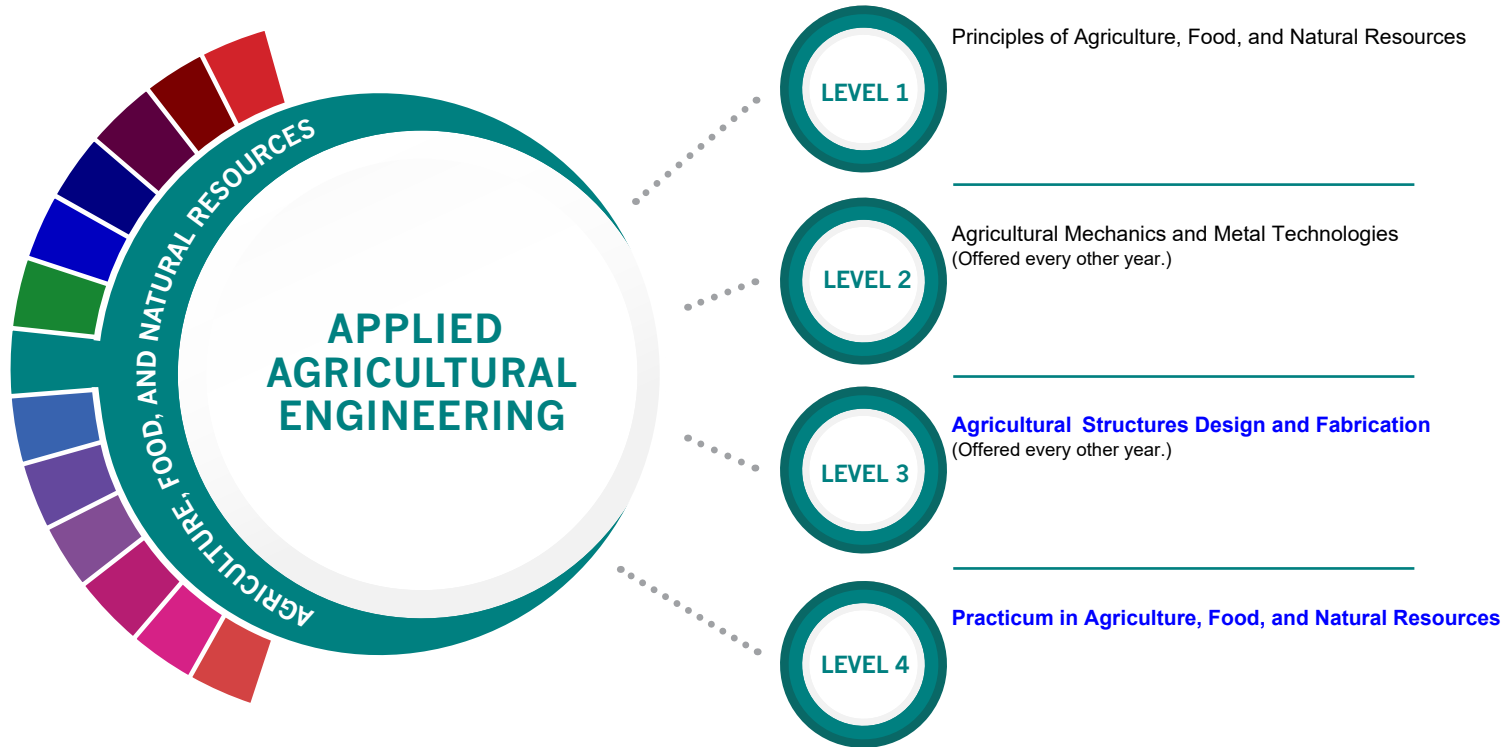 AGRICULTURE, FOOD, AND NATURAL RESOURCES
APPLIED
AGRICULTURAL
ENGINEERING
LEVEL 1
Principles of Agriculture, Food, and Natural Resources
LEVEL 2
Agricultural Mechanics and Metal Technologies
(Offered every other year.)
LEVEL 3
Agricultural Structures Design and Fabrication
(Offered every other year.)
LEVEL 4
Practicum in Agriculture, Food, and Natural Resources